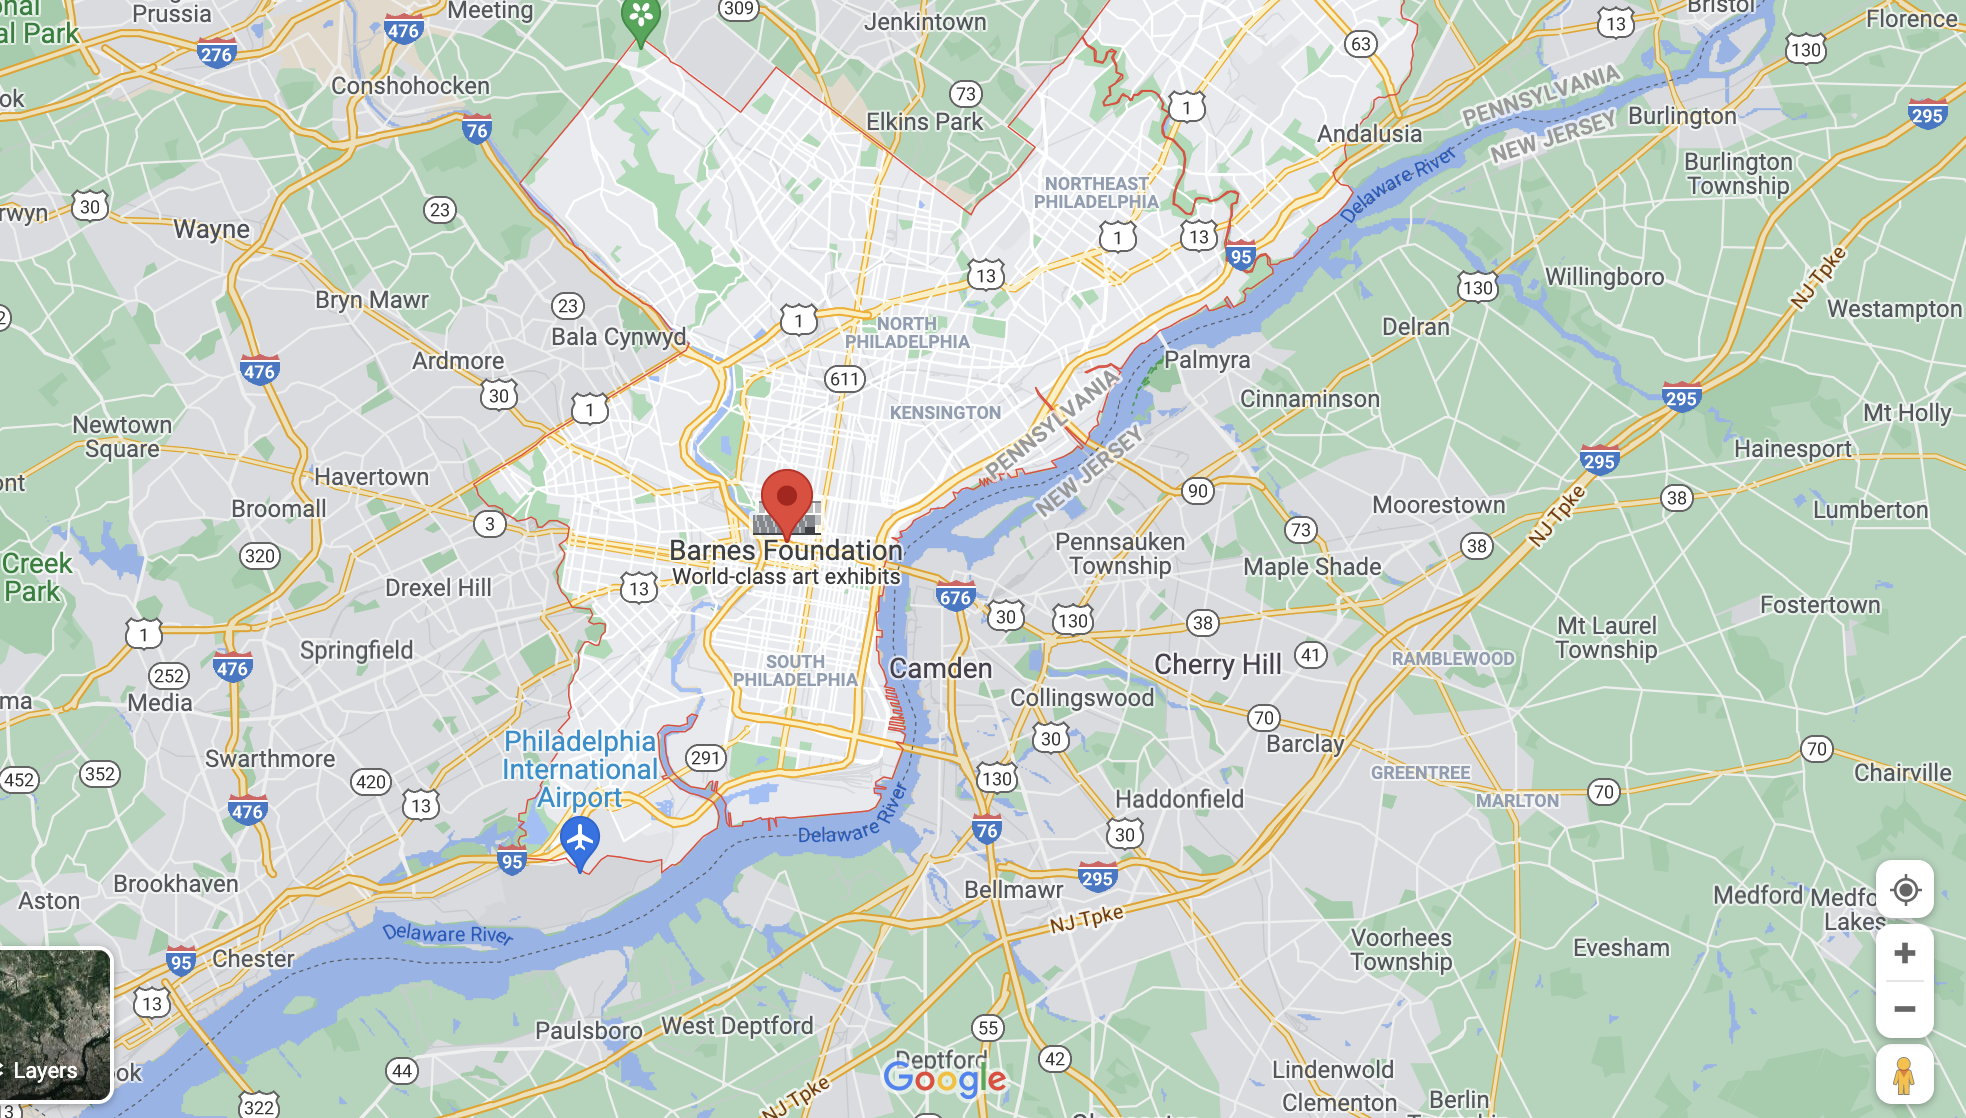 Prussia
Meeting
309
Jenkintown
63
13
Bristol
Florence
al Park
276
476
Conshohocken
76
73
Elkins Park
1
Andalusia
PENNSYLVANIA
NEW JERSEY
130
Burlington
295
Burlington
Township
30
Wayne
23
NORTHEAST
PHILADELPHIA
1
13
95
Delaware River
Willingboro
130
NJ Tpke
Westampton
Bryn Mawr
23
Bala Cynwyd
1
13
NORTH
PHILADELPHIA
Delran
476
Ardmore
30
1
611
KENSINGTON
PENNSYLVANIA
NEW JERSEY
Palmyra
Cinnaminson
295
Mt Holly
Newtown
Square
Havertown
Broomall
3
90
73
Moorestown
295
Hainesport
38
Lumberton
NJ Tpke
Creek
Park
320
Drexel Hill
13
Barnes Foundation
World-class art exhibits
676
30
130
Pennsauken
Township
Maple Shade
38
38
Fostertown
1
476
252
Media
Springfield
SOUTH
PHILADELPHIA
Camden
Collingswood
Cherry Hill
41
RAMBLEWOOD
Mt Laurel
Township
Philadelphia
International
Airport
291
30
70
Barclay
GREENTREE
MARLTON
70
70
Chairville
Swarthmore
452
352
420
13
476
130
Haddonfield
30
76
Delaware River
95
Brookhaven
Aston
Bellmawr
295
NJ Tpke
Medford
Medfo
Lakes
Delaware River
95
Chester
13
Voorhees
Township
Evesham
Paulsboro
West Deptford
55
42
Deptford
Google
44
322
Layers
NJ Tpke
Lindenwold
Clementon
Berlin